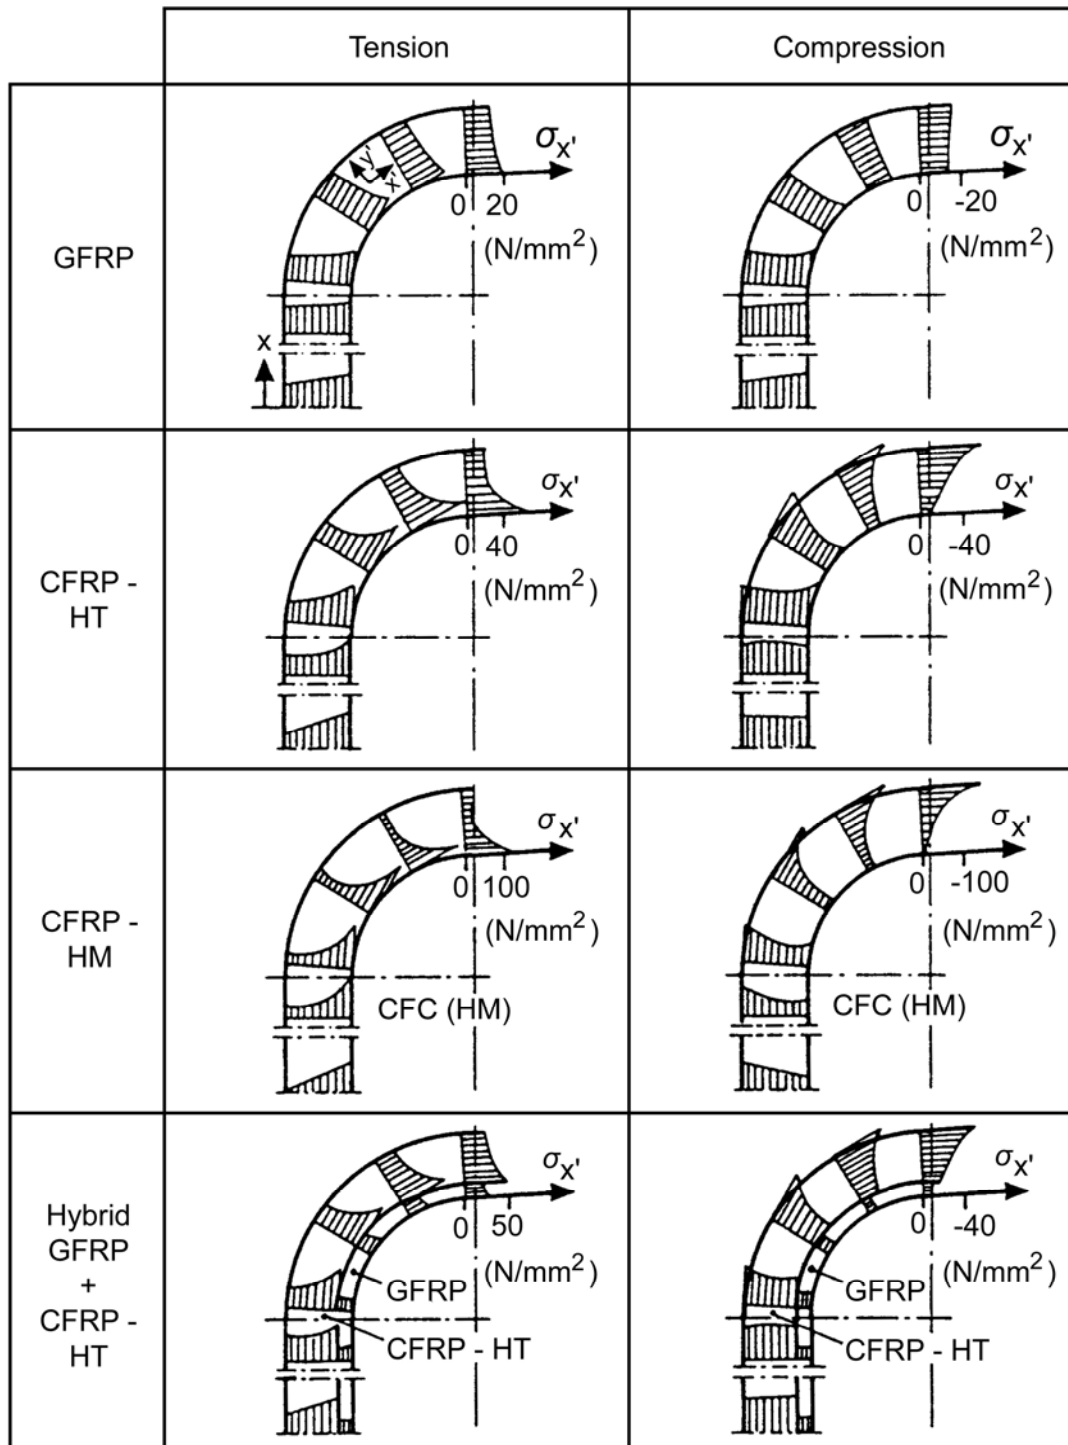 Tension
Compression
GFRP
y'
x'
σx'
0 20
(N/mm²)
x
σx'
0 -20
(N/mm²)
CFRP -
HT
σx'
0 40
(N/mm²)
σx'
0 -40
(N/mm²)
CFRP -
HM
σx'
0 100
(N/mm²)
CFC (HM)
σx'
0 -100
(N/mm²)
CFC (HM)
Hybrid
GFRP
+
CFRP -
HT
σx'
0 50
(N/mm²)
GFRP
CFRP - HT
σx'
0 -40
(N/mm²)
GFRP
CFRP - HT